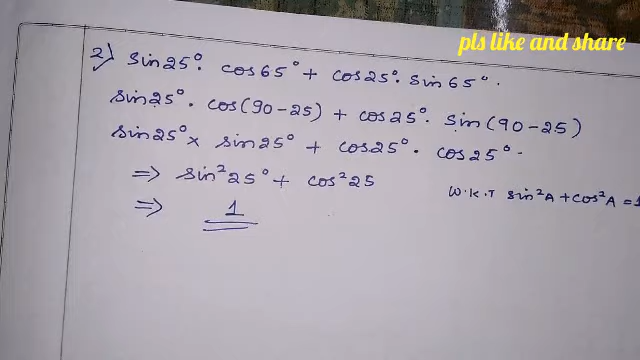 pls like and share
2) sin25°. cos65° + cos25°. sin65°.
sin25°. cos(90-25) + cos25°. sin(90-25)
sin25° x sin25° + cos25°. cos25°.
=> sin²25° + cos²25
w.k.T sin²A + cos²A = 1
=> 1